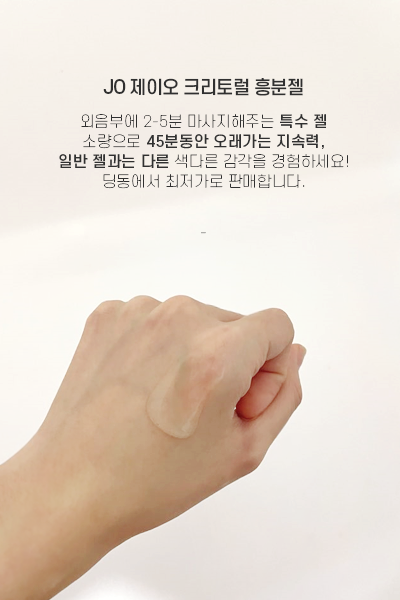 JO 제이오 크리토럴 흥분젤
외음부에 2-5분 마사지해주는 특수 젤
소량으로 45분동안 오래가는 지속력,
일반 젤과는 다른 색다른 감각을 경험하세요!
딩동에서 최저가로 판매합니다.